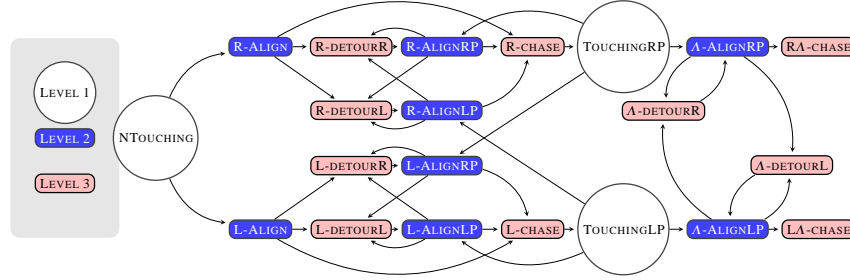 LEVEL 1
LEVEL 2
LEVEL 3
NTOUCHING
R-ALIGN
R-DETOURR
R-ALIGNRP
R-CHASE
TOUCHINGRP
Λ-ALIGNRP
RΛ-CHASE
R-DETOURL
R-ALIGNLP
Λ-DETOURR
L-DETOURR
L-ALIGNRP
Λ-DETOURL
L-ALIGN
L-DETOURL
L-ALIGNLP
L-CHASE
TOUCHINGLP
Λ-ALIGNLP
LΛ-CHASE